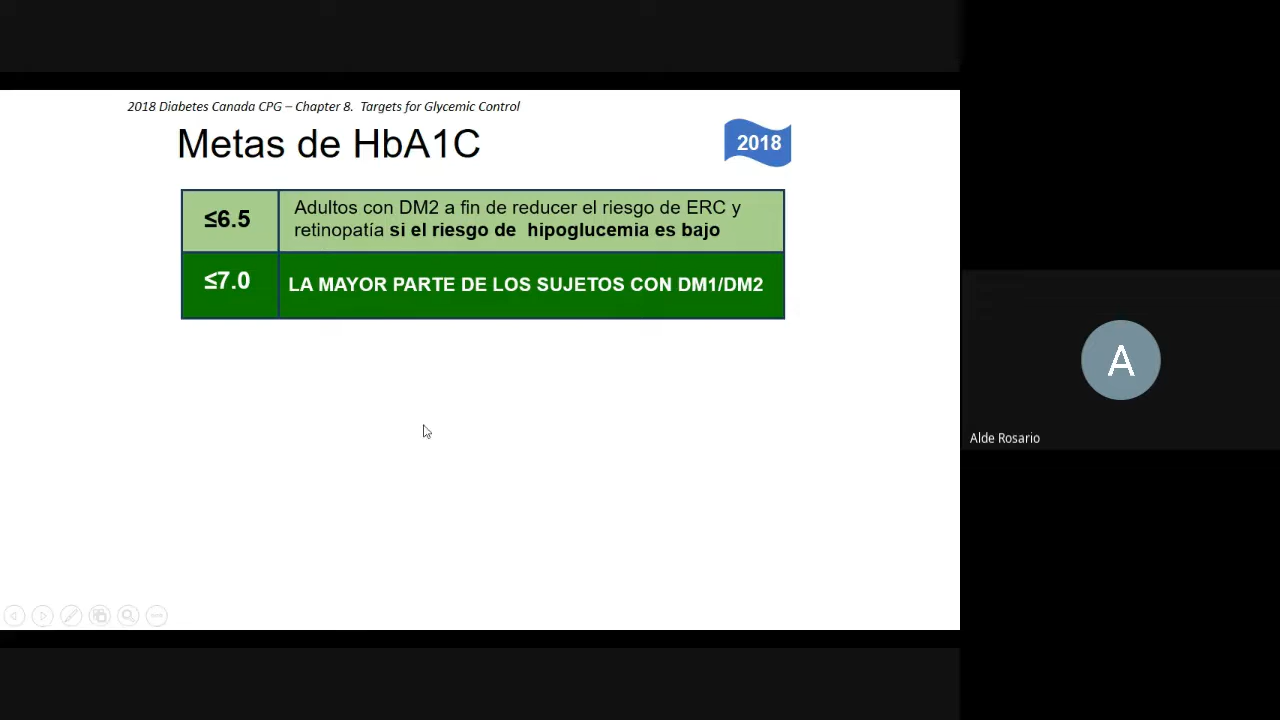 2018 Diabetes Canada CPG – Chapter 8. Targets for Glycemic Control
Metas de HbA1C
2018
≤6.5
Adultos con DM2 a fin de reducer el riesgo de ERC y
retinopatía si el riesgo de hipoglucemia es bajo
≤7.0
LA MAYOR PARTE DE LOS SUJETOS CON DM1/DM2
A
Alde Rosario